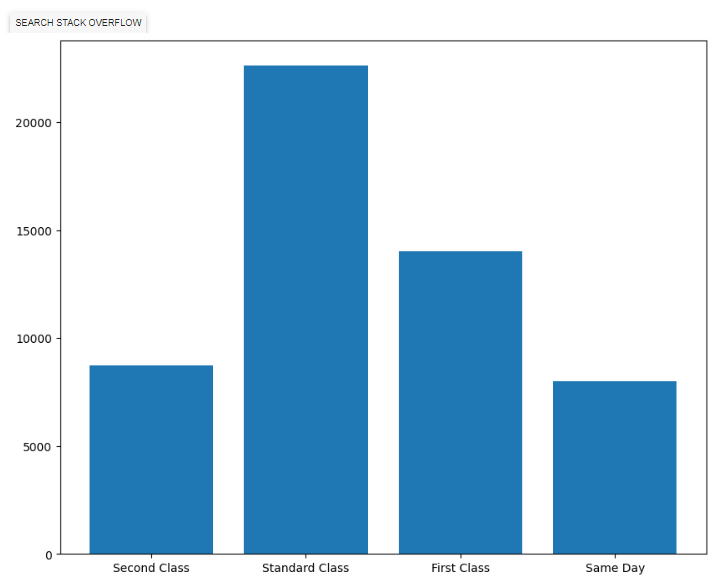 SEARCH STACK OVERFLOW
20000
15000
10000
5000
0
Second Class Standard Class First Class Same Day